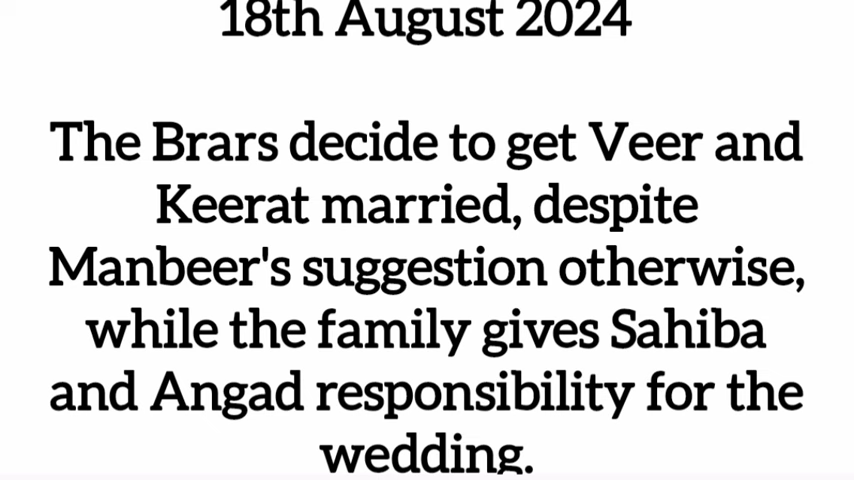 18th August 2024
The Brars decide to get Veer and
Keerat married, despite
Manbeer's suggestion otherwise,
while the family gives Sahiba
and Angad responsibility for the
wedding.